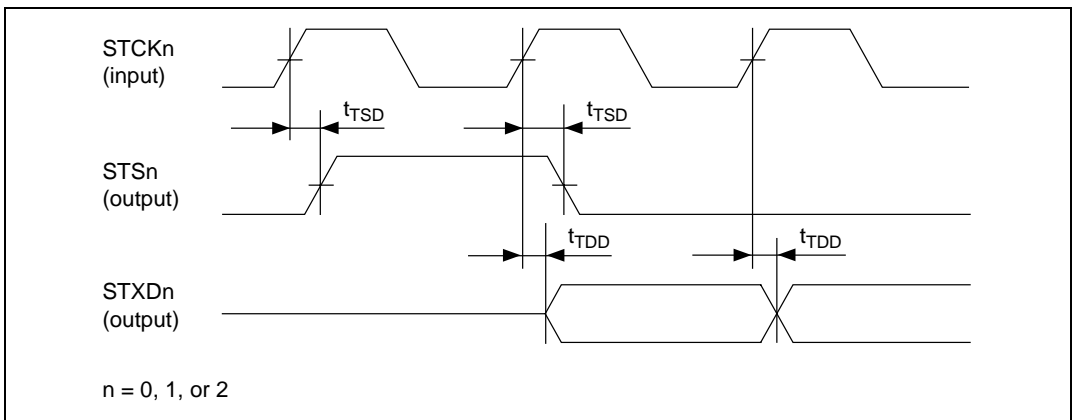 STCKn
(input)
tTSD
tTSD
STSn
(output)
tTDD
tTDD
STXDn
(output)
n = 0, 1, or 2